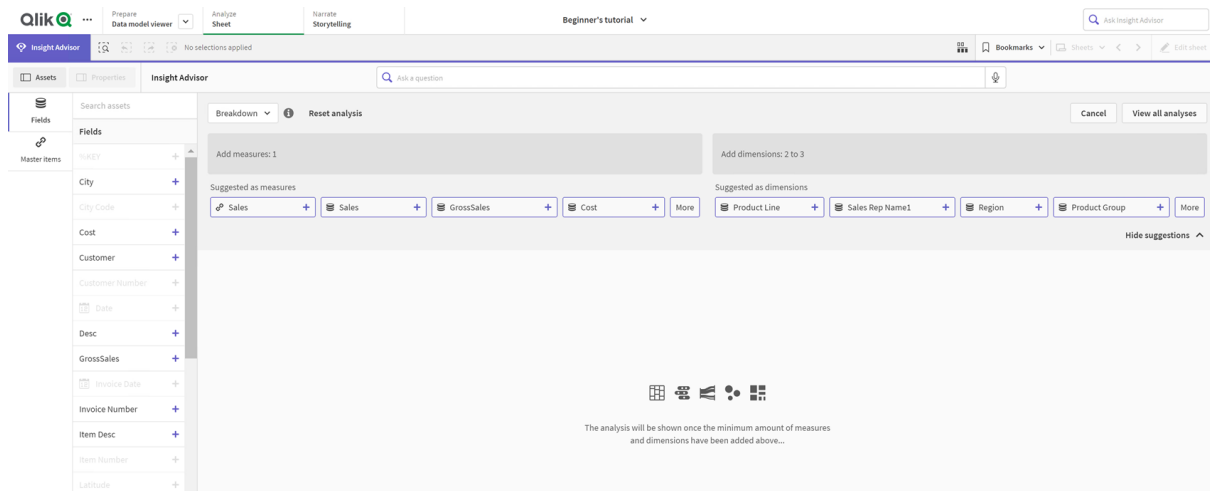 Qlik
Prepare
Data model viewer
Analyze
Sheet
Narrate
Storytelling
Beginner's tutorial
Ask Insight Advisor
Insight Advisor
No selections applied
Bookmarks
Sheets
Edit sheet
Assets
Properties
Insight Advisor
Ask a question
Fields
Master items
Search assets
Fields
%KEY
City
City Code
Cost
Customer
Customer Number
Date
Desc
GrossSales
Invoice Date
Invoice Number
Item Desc
Item Number
Latitude
Breakdown
Reset analysis
Cancel
View all analyses
Add measures: 1
Add dimensions: 2 to 3
Suggested as measures
Sales
Sales
GrossSales
Cost
More
Suggested as dimensions
Product Line
Sales Rep Name1
Region
Product Group
More
Hide suggestions
The analysis will be shown once the minimum amount of measures
and dimensions have been added above...